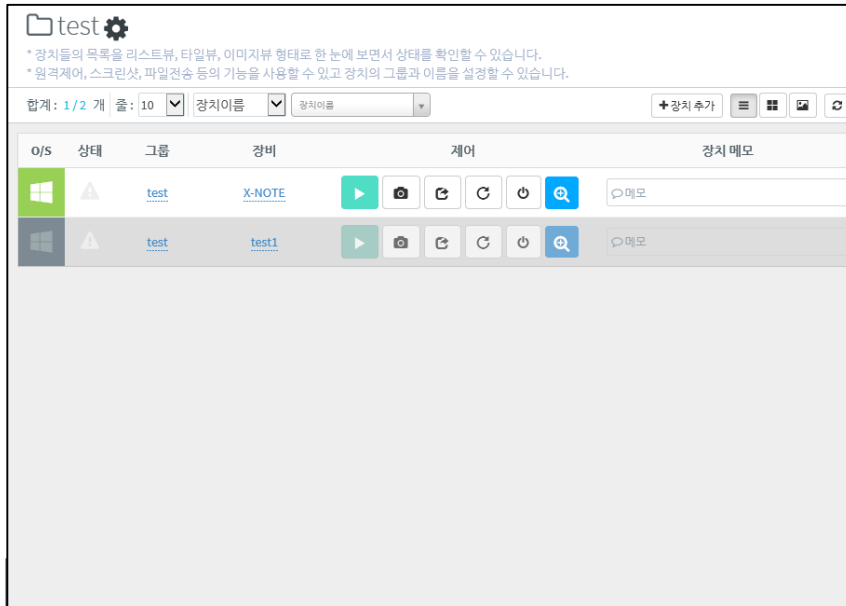 test
* 장치들의 목록을 리스트뷰, 타일뷰, 이미지뷰 형태로 한 눈에 보면서 상태를 확인할 수 있습니다.
* 원격제어, 스크린샷, 파일전송 등의 기능을 사용할 수 있고 장치의 그룹과 이름을 설정할 수 있습니다.
합계 : 1/2 개 줄 : 10 장치이름 장치이름 +장치 추가
O/S 상태 그룹 장비 제어 장치 메모
test X-NOTE 메모
test test1 메모